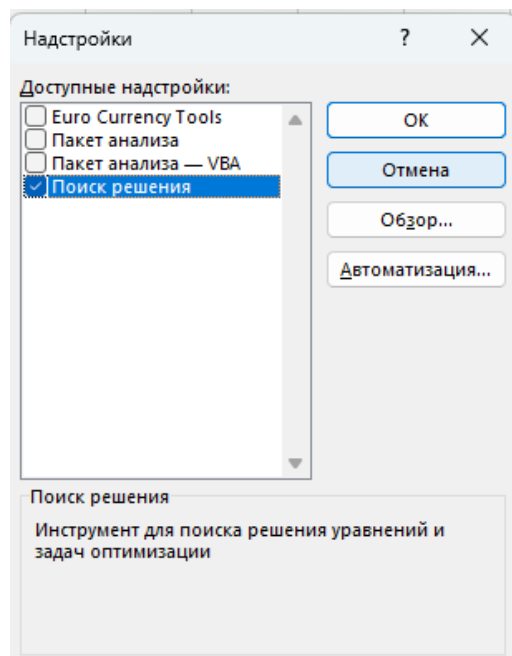 Надстройки ? ×
Доступные надстройки:
Euro Currency Tools
Пакет анализа
Пакет анализа — VBA
Поиск решения
ОК
Отмена
Обзор...
Автоматизация...
Поиск решения
Инструмент для поиска решения уравнений и
задач оптимизации